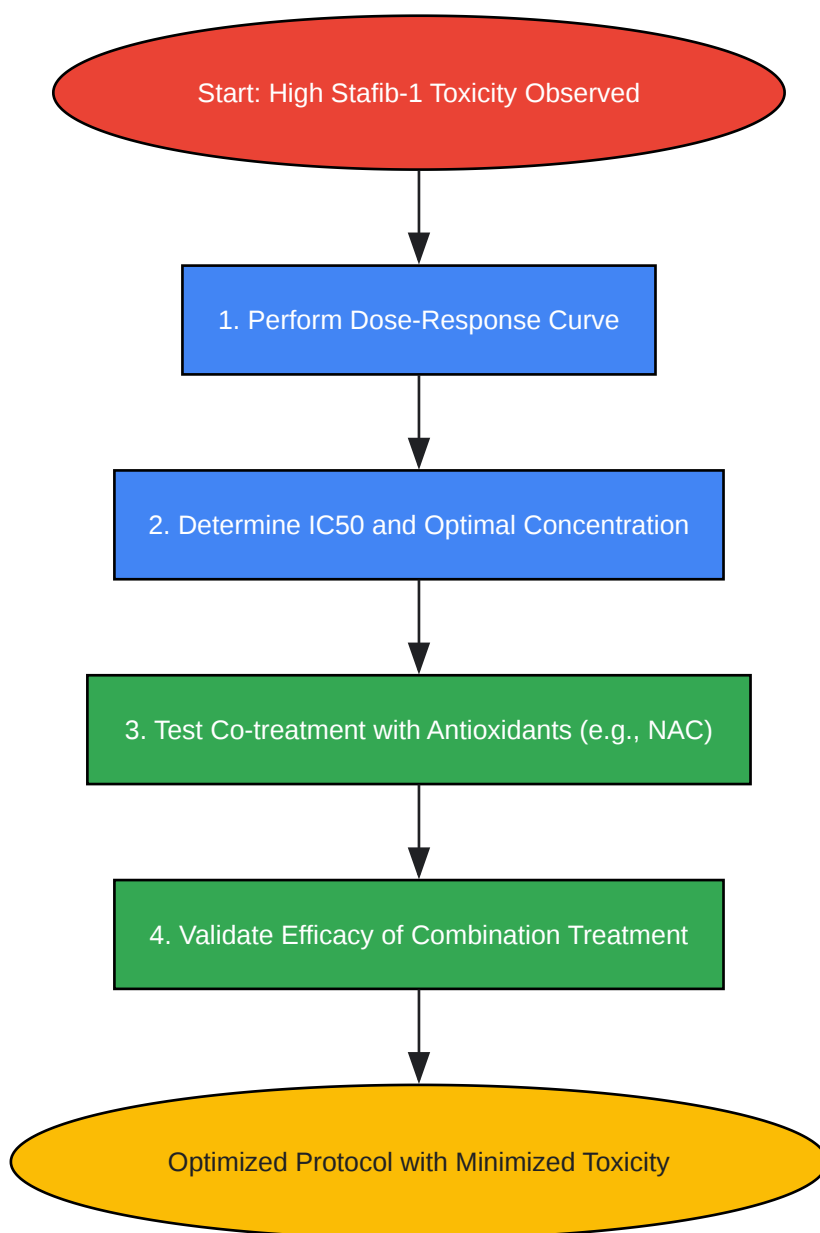 Start: High Stafib-1 Toxicity Observed
1. Perform Dose-Response Curve
2. Determine IC50 and Optimal Concentration
3. Test Co-treatment with Antioxidants (e.g., NAC)
4. Validate Efficacy of Combination Treatment
Optimized Protocol with Minimized Toxicity